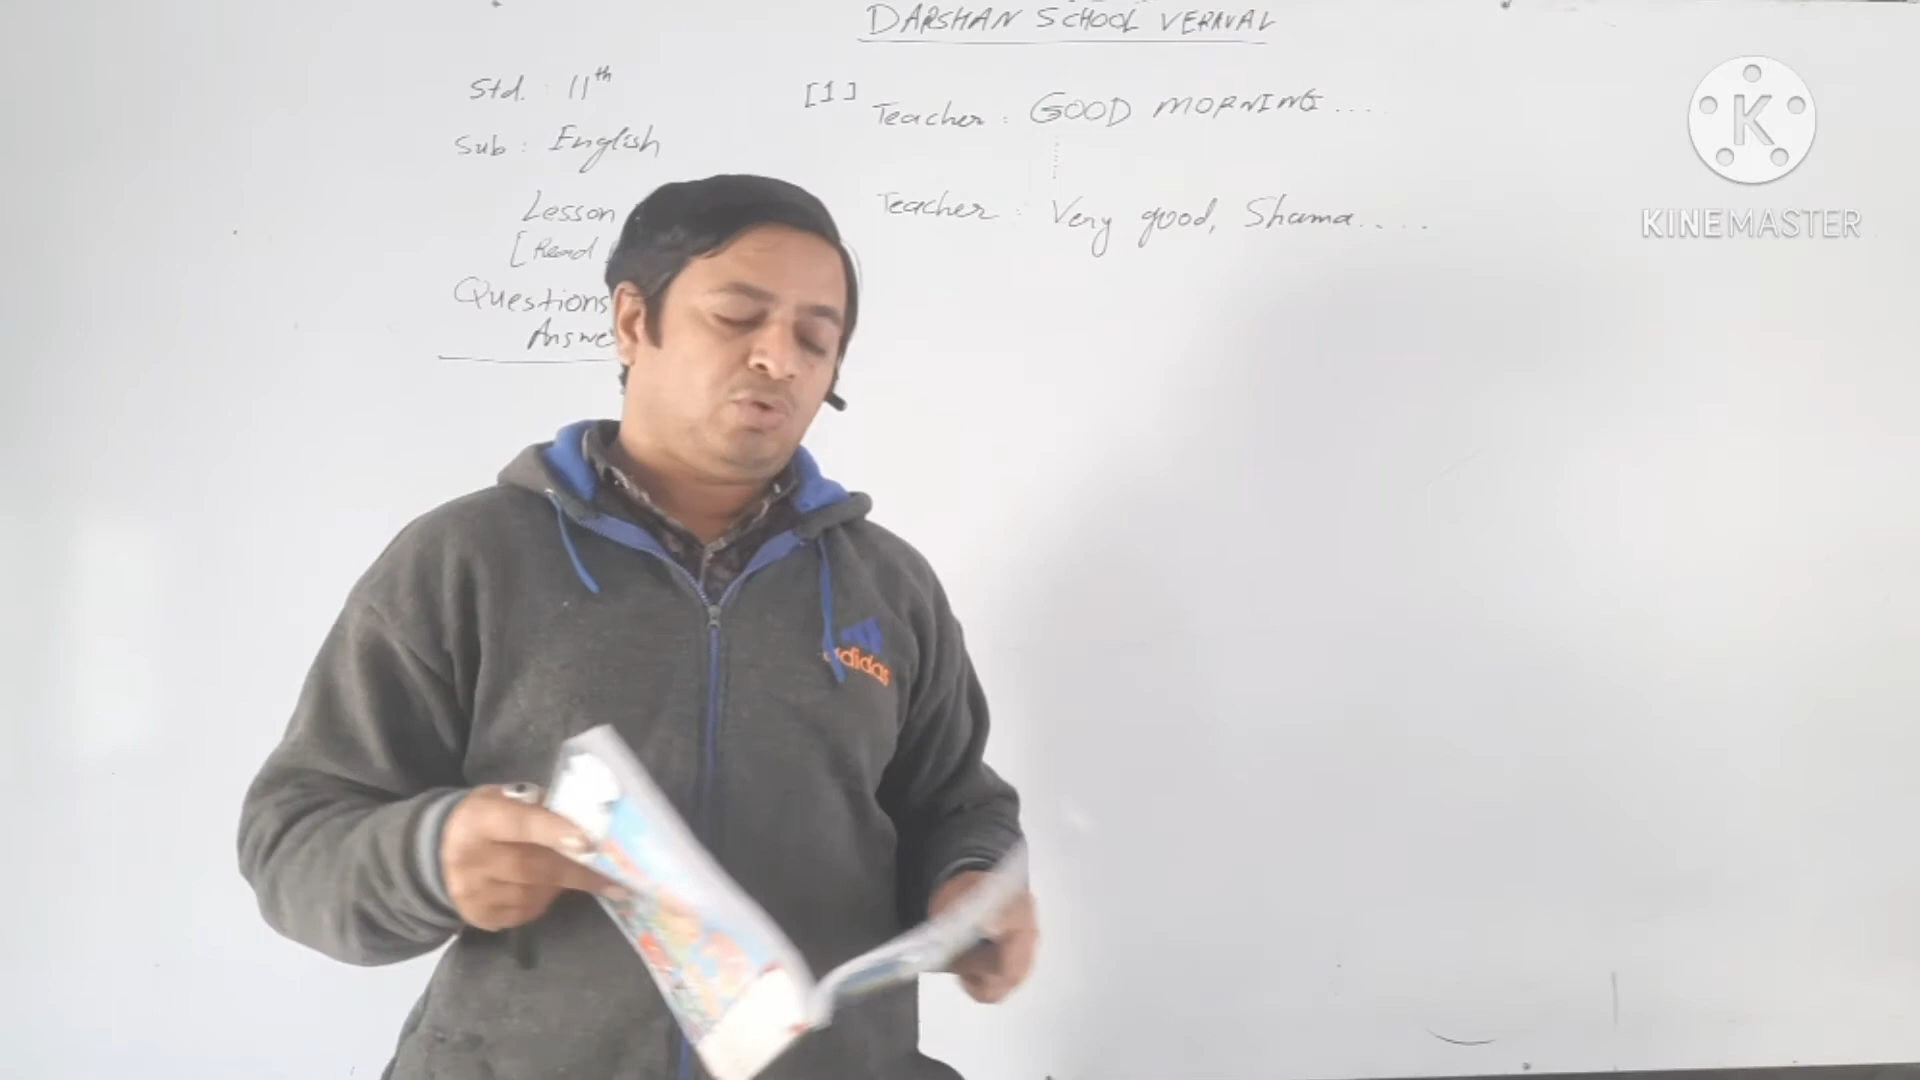 DARSHAN SCHOOL VERAVAL
Std. : 11th
Sub : English
Lesson
[Read
Questions
Answe
[1] Teacher : GOOD MORNING...
Teacher : Very good, Shama.....
adidas
K
KINEMASTER